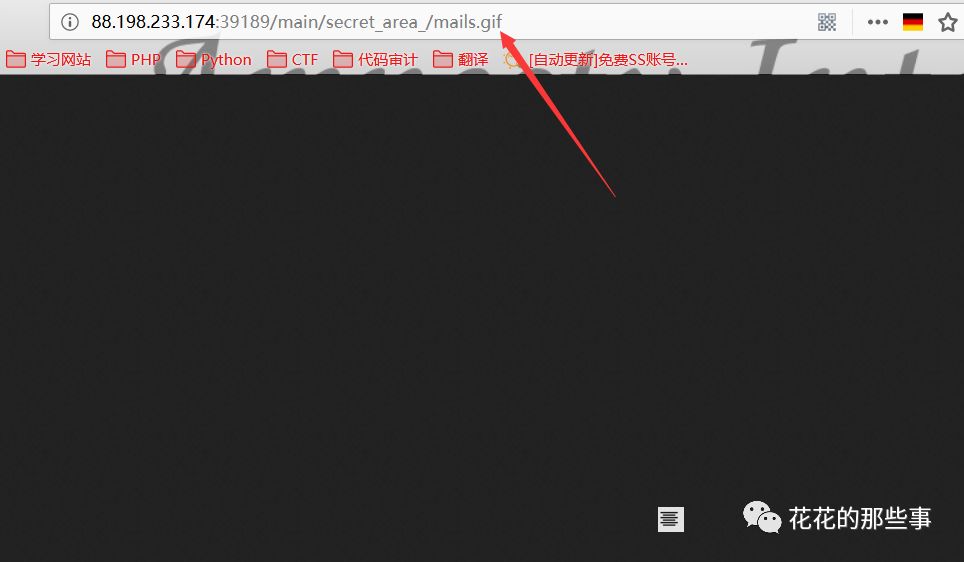 88.198.233.174:39189/main/secret_area_/mails.gif
学习网站 PHP Python CTF 代码审计 翻译 [自动更新]免费SS账号...
花花的那些事